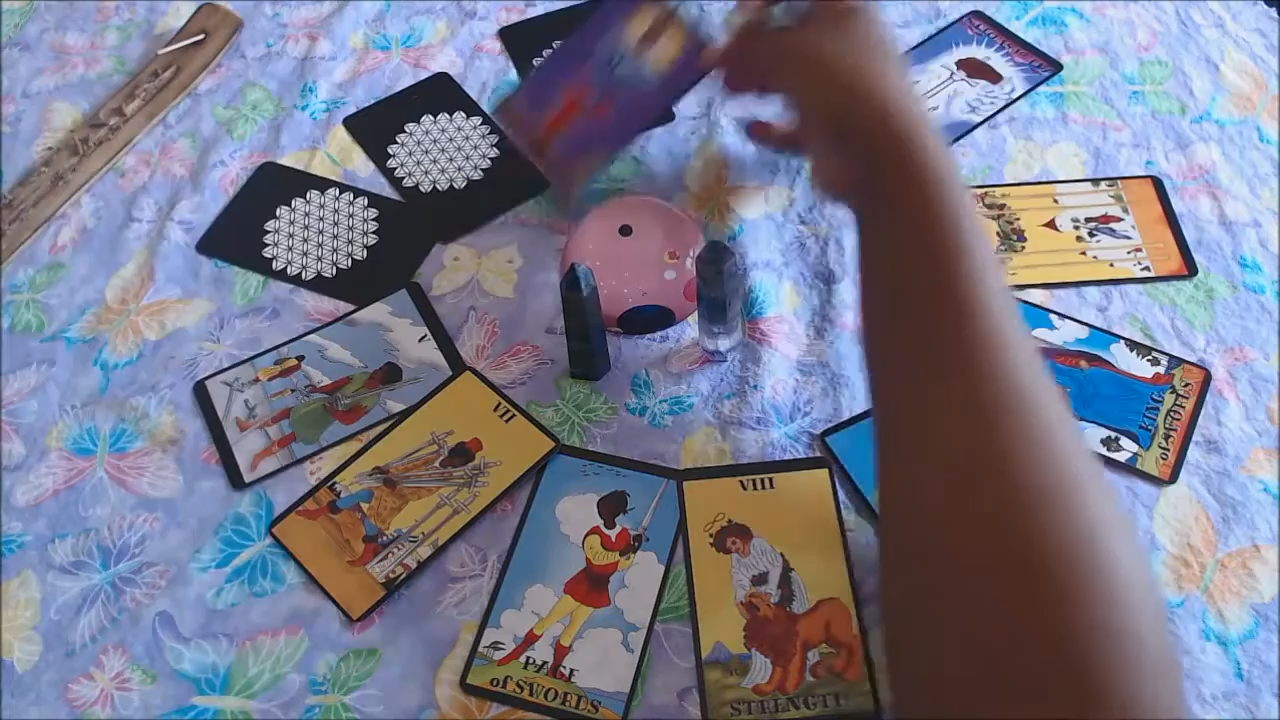 KING
of SWORDS
V
VII
PAGE
of SWORDS
VIII
STRENGTH